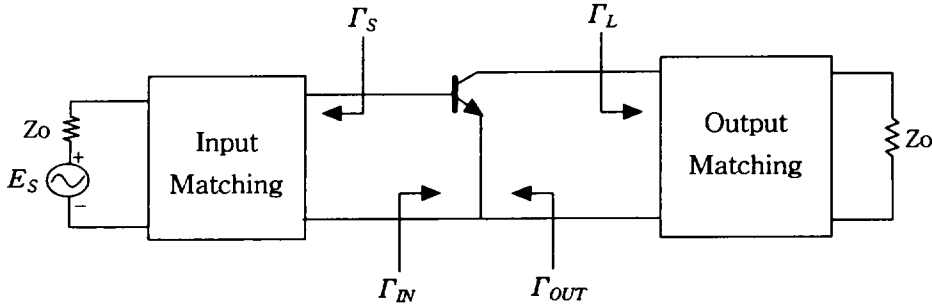 Γ_S
Γ_L
Zo
+
E_S
−
Input
Matching
Output
Matching
Zo
Γ_IN
Γ_OUT